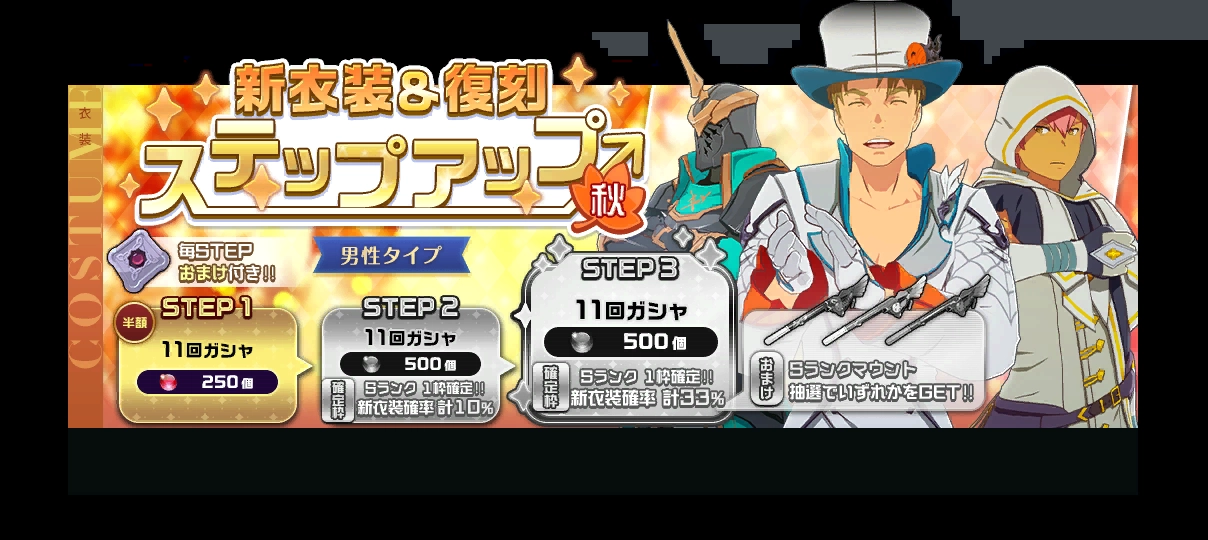 新衣装&復刻
ステップアップ
秋
COSTUME
衣装
毎STEP
おまけ付き!!
男性タイプ
半額
STEP1
11回ガシャ
250個
STEP2
11回ガシャ
500個
確定枠
Sランク 1枠確定!!
新衣装確率 計10%
STEP3
11回ガシャ
500個
確定枠
Sランク 1枠確定!!
新衣装確率 計33%
おまけ
Sランクマウント
抽選でいずれかをGET!!